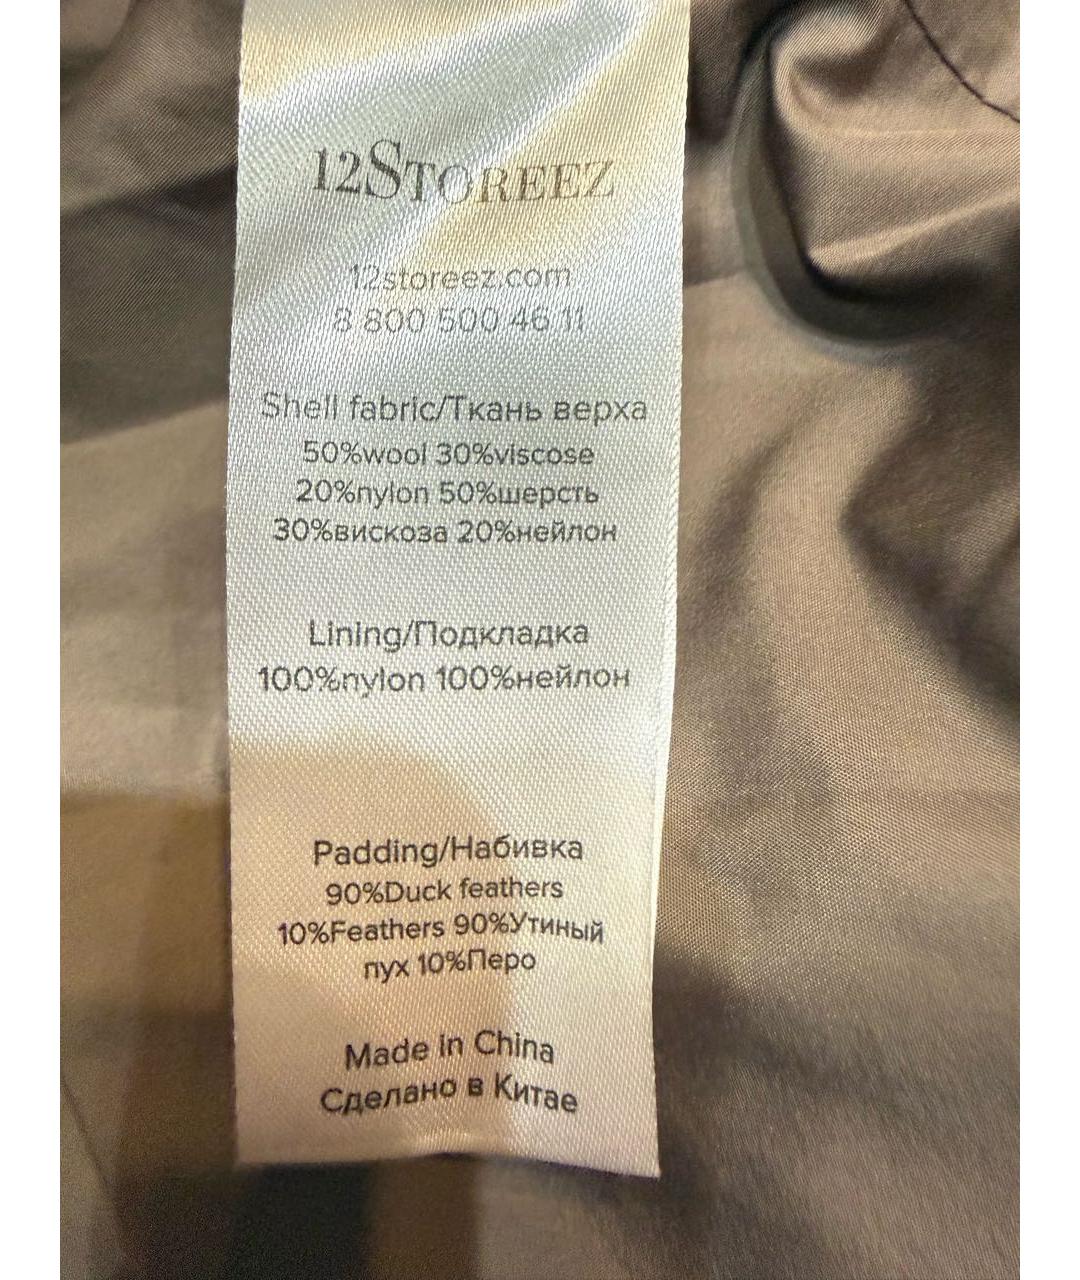 12STOREEZ
12storeez.com
8 800 500 46 11
Shell fabric/Ткань верха
50%wool 30%viscose
20%nylon 50%шерсть
30%вискоза 20%нейлон
Lining/Подкладка
100%nylon 100%нейлон
Padding/Набивка
90%Duck feathers
10%Feathers 90%Утиный
пух 10%Перо
Made in China
Сделано в Китае